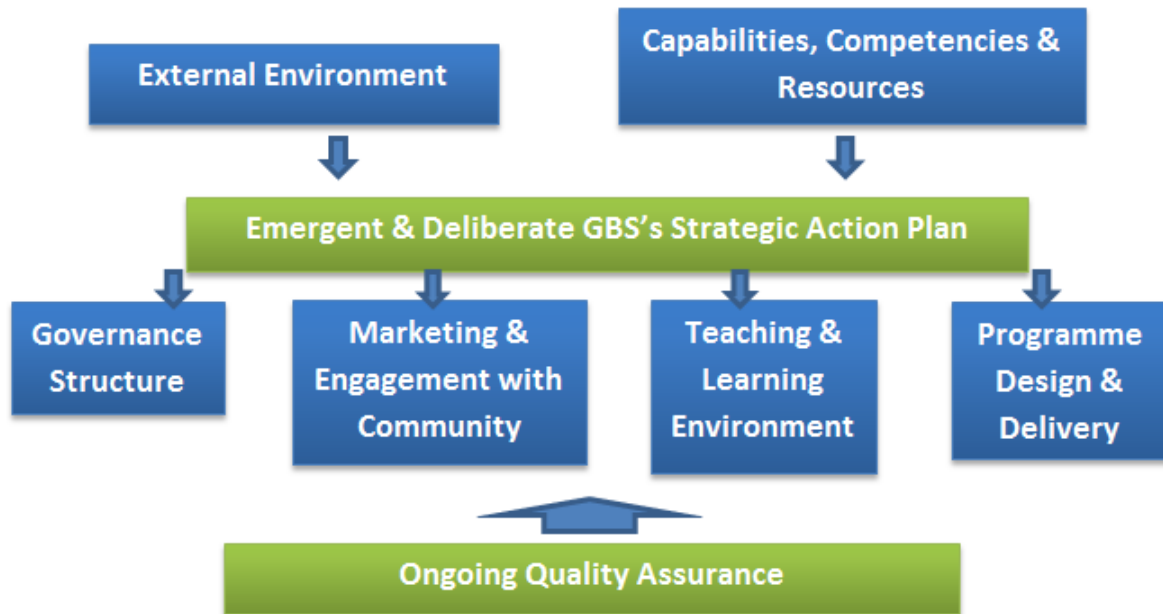 External Environment
Capabilities, Competencies &
Resources
Emergent & Deliberate GBS's Strategic Action Plan
Governance
Structure
Marketing &
Engagement with
Community
Teaching &
Learning
Environment
Programme
Design &
Delivery
Ongoing Quality Assurance